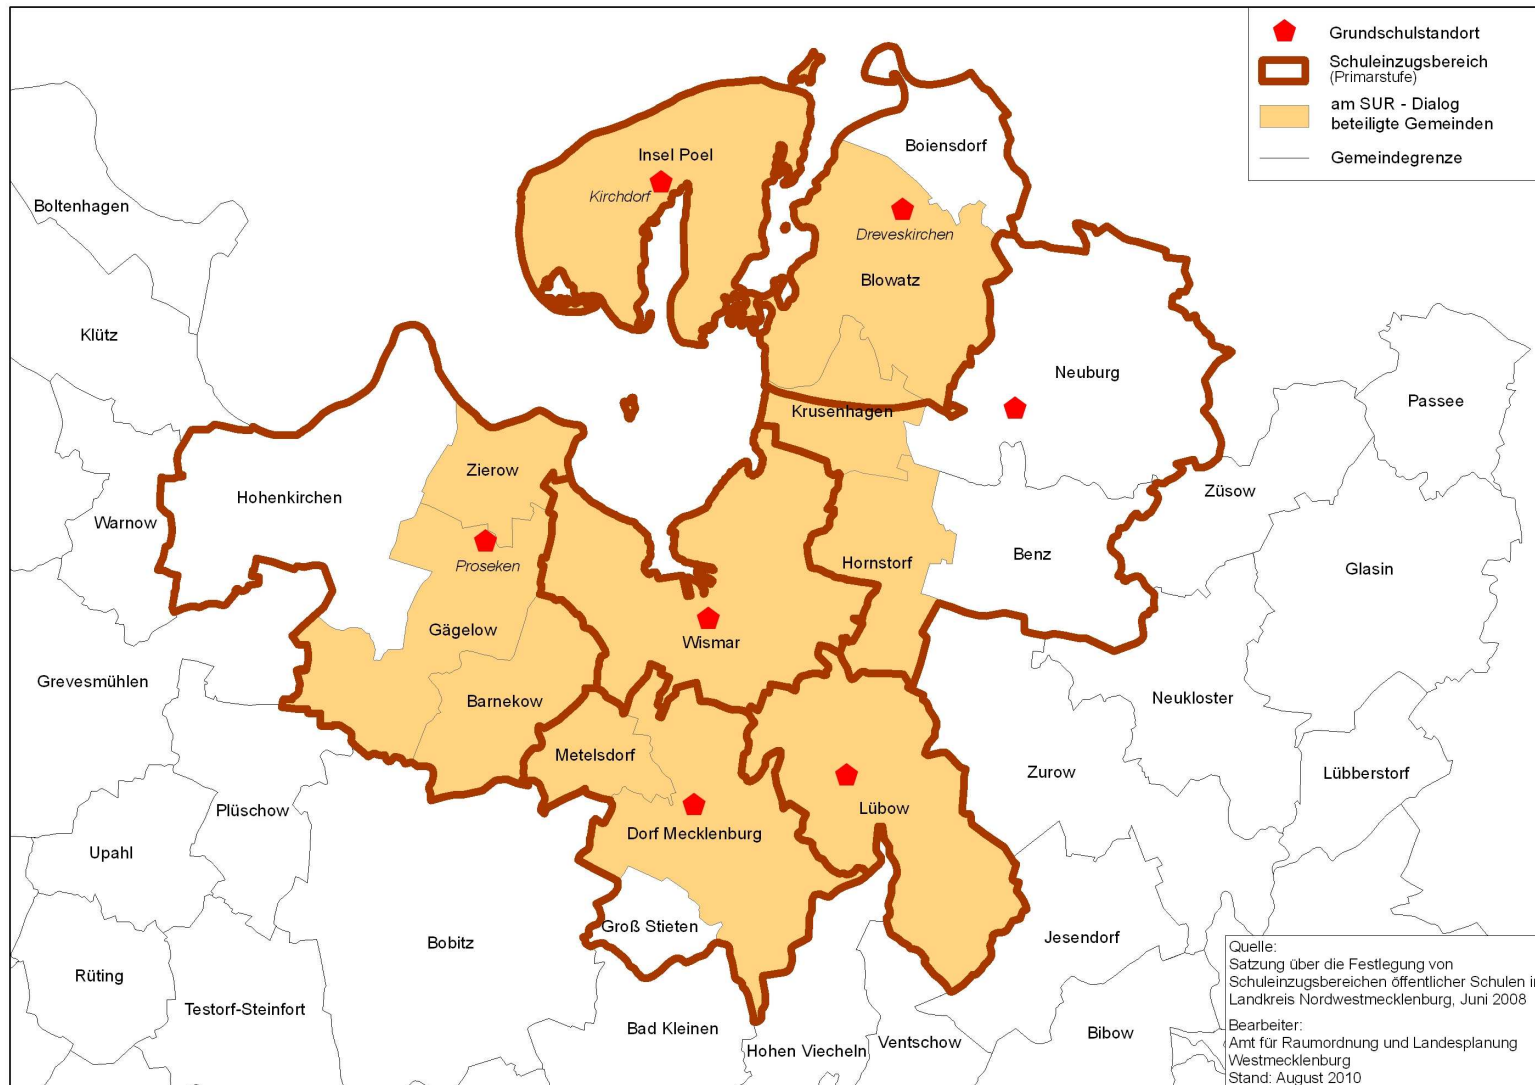 Grundschulstandort
Schuleinzugsbereich
(Primarstufe)
am SUR - Dialog
beteiligte Gemeinden
Gemeindegrenze
Boiensdorf
Insel Poel
Kirchdorf
Boltenhagen
Dreveskirchen
Blowatz
Klütz
Neuburg
Passee
Krusenhagen
Zierow
Hohenkirchen
Züsow
Warnow
Benz
Hornstorf
Glasin
Proseken
Gägelow
Wismar
Grevesmühlen
Neukloster
Barnekow
Metelsdorf
Zurow
Lübberstorf
Plüschow
Lübow
Dorf Mecklenburg
Upahl
Groß Stieten
Jesendorf
Bobitz
Rüting
Testorf-Steinfort
Bad Kleinen
Bibow
Ventschow
Hohen Viecheln
Quelle:
Satzung über die Festlegung von
Schuleinzugsbereichen öffentlicher Schulen i
Landkreis Nordwestmecklenburg, Juni 2008
Bearbeiter:
Amt für Raumordnung und Landesplanung
Westmecklenburg
Stand: August 2010